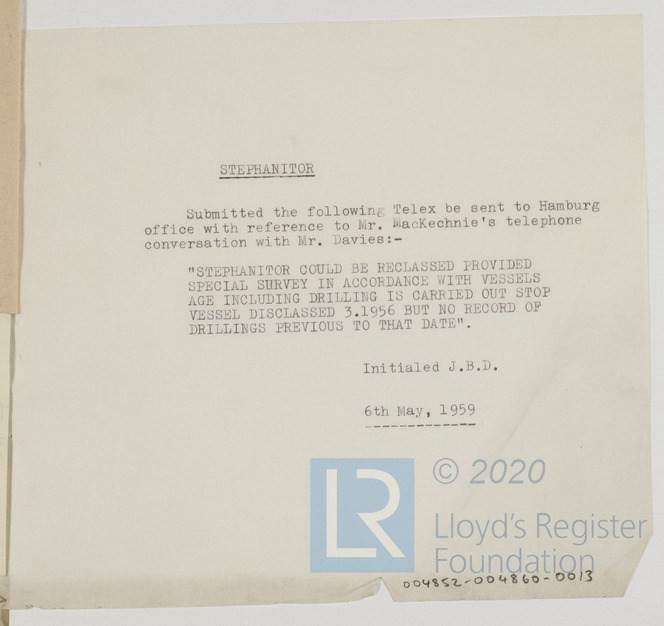 STEPHANITOR
Submitted the following Telex be sent to Hamburg
office with reference to Mr. MacKechnie's telephone
conversation with Mr. Davies:-
"STEPHANITOR COULD BE RECLASSED PROVIDED
SPECIAL SURVEY IN ACCORDANCE WITH VESSELS
AGE INCLUDING DRILLING IS CARRIED OUT STOP
VESSEL DISCLASSED 3.1956 BUT NO RECORD OF
DRILLINGS PREVIOUS TO THAT DATE".
Initialed J.B.D.
6th May, 1959
LR
© 2020
Lloyd's Register
Foundation
004852-004860-0013